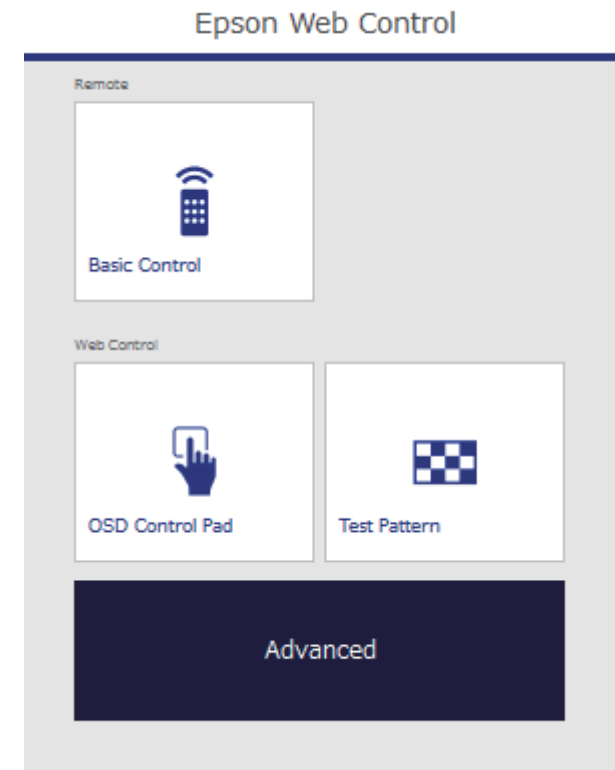 Epson Web Control
Remote
Basic Control
Web Control
OSD Control Pad
Test Pattern
Advanced